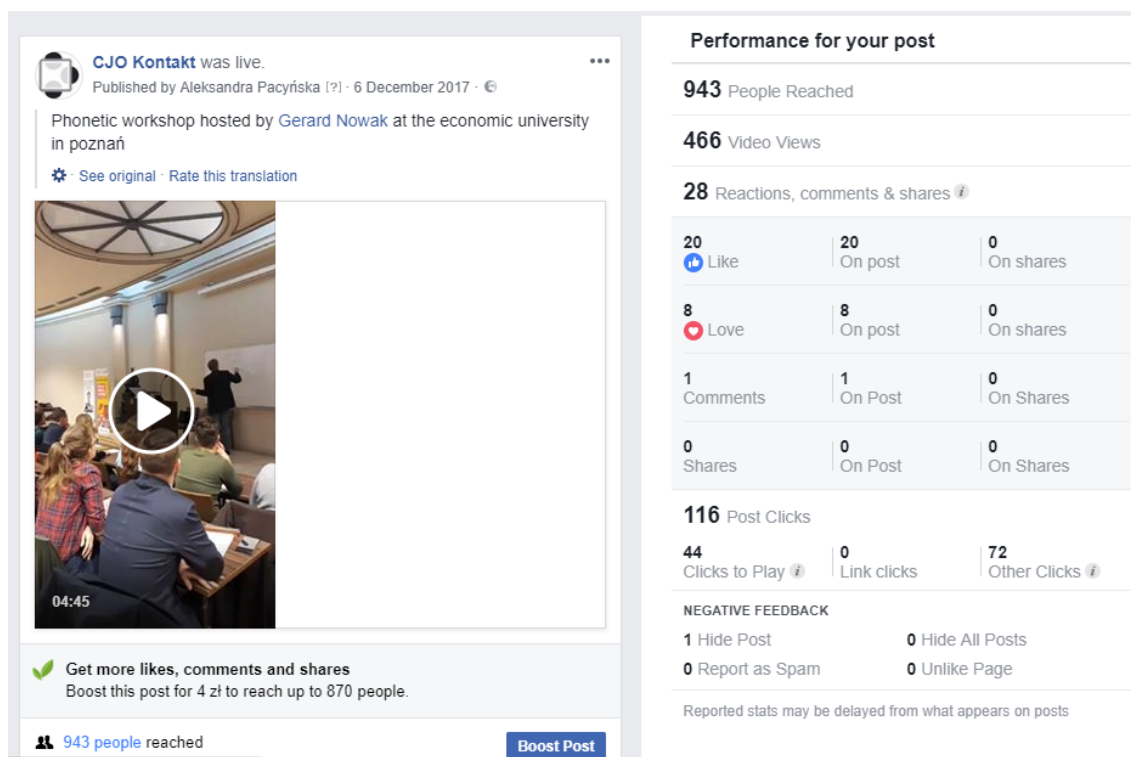 CJO Kontakt was live.
Published by Aleksandra Pacyńska [?] · 6 December 2017 ·
Phonetic workshop hosted by Gerard Nowak at the economic university
in poznań
· See original · Rate this translation
04:45
Get more likes, comments and shares
Boost this post for 4 zł to reach up to 870 people.
943 people reached
Boost Post
Performance for your post
943 People Reached
466 Video Views
28 Reactions, comments & shares
20 20 0
Like On post On shares
8 8 0
Love On post On shares
1 1 0
Comments On Post On Shares
0 0 0
Shares On Post On Shares
116 Post Clicks
44 0 72
Clicks to Play Link clicks Other Clicks
NEGATIVE FEEDBACK
1 Hide Post 0 Hide All Posts
0 Report as Spam 0 Unlike Page
Reported stats may be delayed from what appears on posts